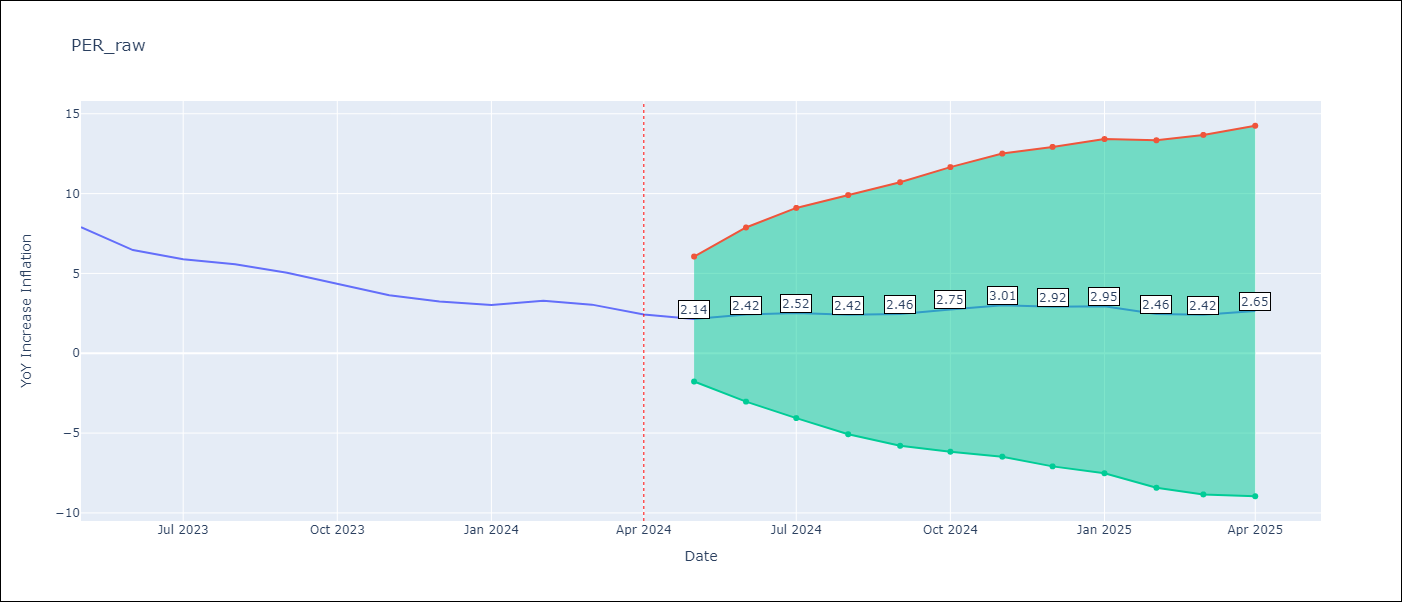 PER_raw
15
10
5
0
−5
−10
YoY Increase Inflation
2.14 2.42 2.52 2.42 2.46 2.75 3.01 2.92 2.95 2.46 2.42 2.65
Jul 2023 Oct 2023 Jan 2024 Apr 2024 Jul 2024 Oct 2024 Jan 2025 Apr 2025
Date